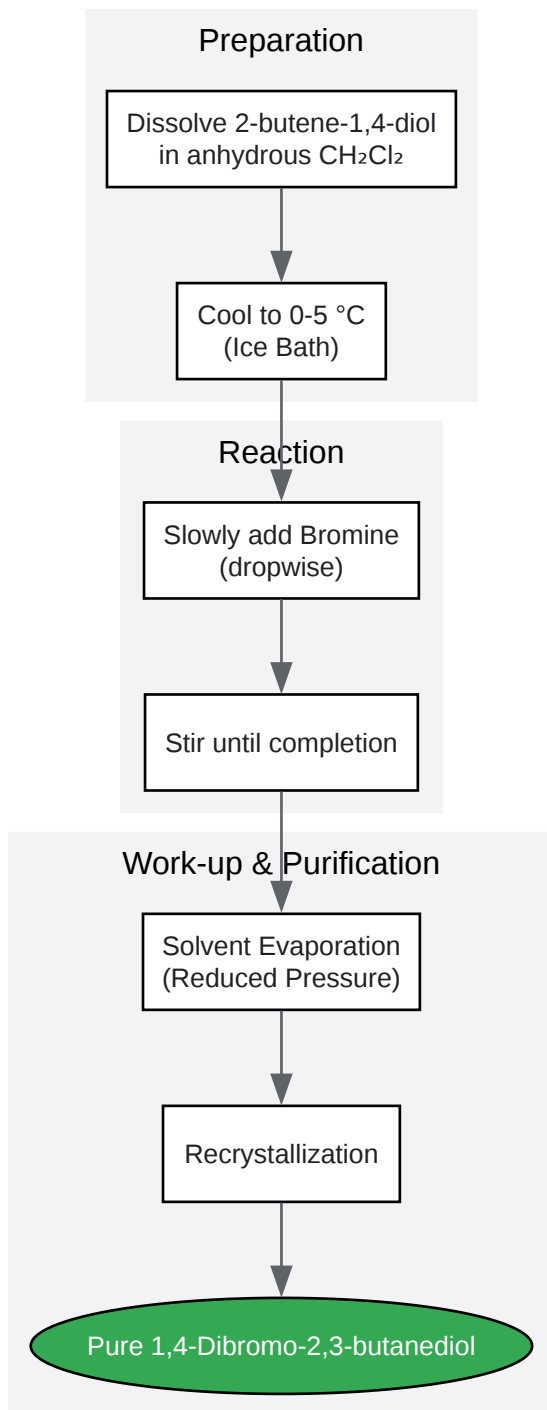 Preparation
Dissolve 2-butene-1,4-diol
in anhydrous CH₂Cl₂
Cool to 0-5 °C
(Ice Bath)
Reaction
Slowly add Bromine
(dropwise)
Stir until completion
Work-up & Purification
Solvent Evaporation
(Reduced Pressure)
Recrystallization
Pure 1,4-Dibromo-2,3-butanediol